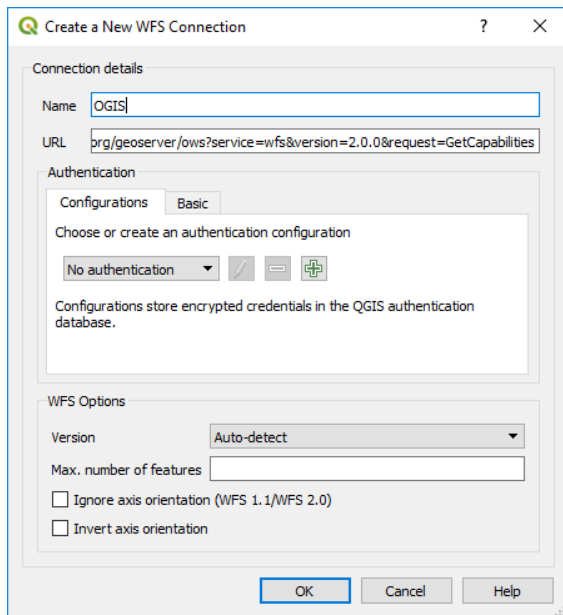 Create a New WFS Connection
?
Connection details
Name OGIS
URL org/geoserver/ows?service=wfs&version=2.0.0&request=GetCapabilities
Authentication
Configurations Basic
Choose or create an authentication configuration
No authentication
Configurations store encrypted credentials in the QGIS authentication
database.
WFS Options
Version Auto-detect
Max. number of features
Ignore axis orientation (WFS 1.1/WFS 2.0)
Invert axis orientation
OK Cancel Help